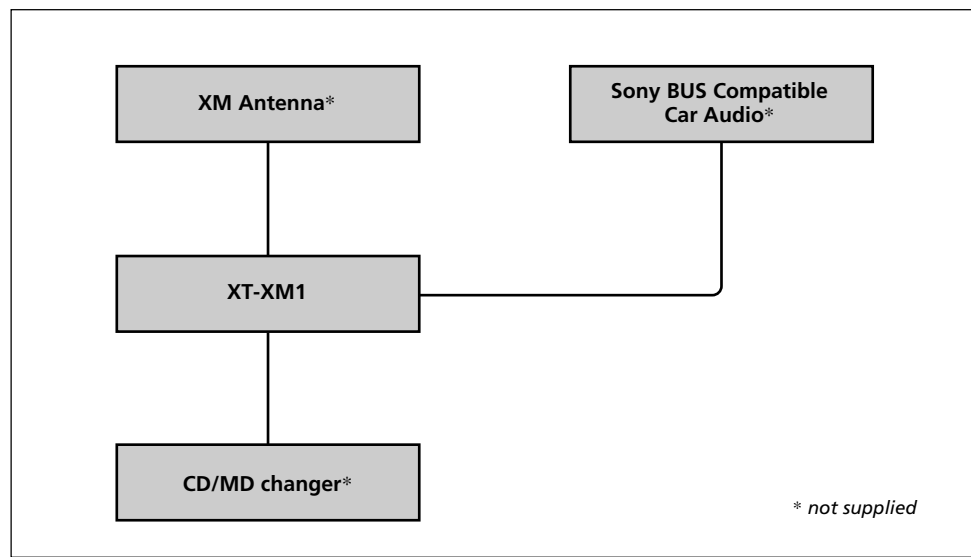 XM Antenna*
Sony BUS Compatible
Car Audio*
XT-XM1
CD/MD changer*
* not supplied